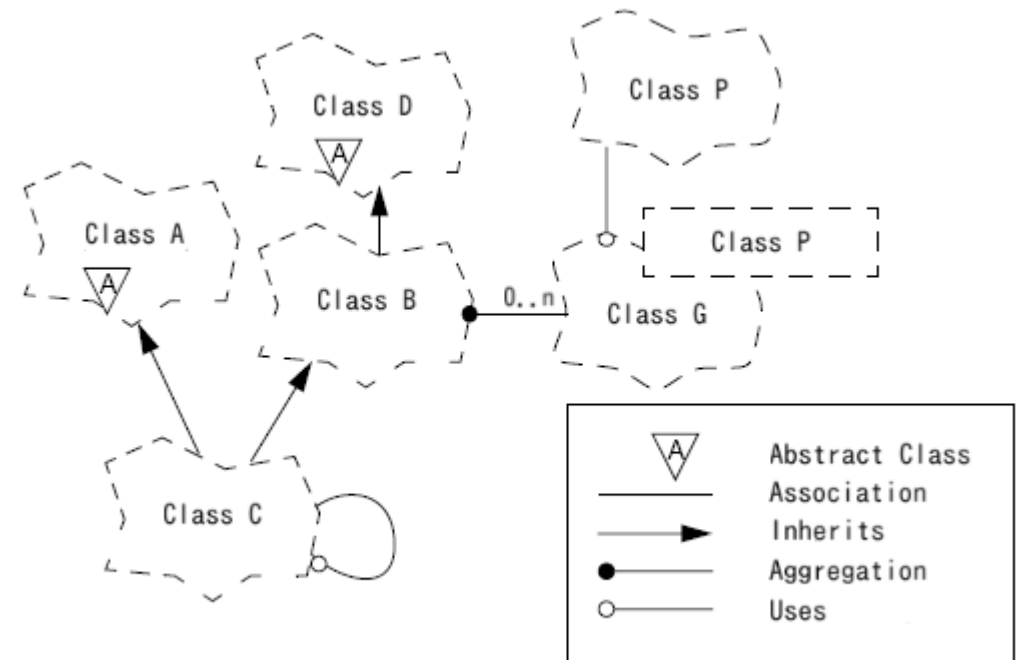 Class P
Class D
A
Class A
A
Class P
Class B
0..n
Class G
A
Abstract Class
Association
Inherits
Aggregation
Uses
Class C